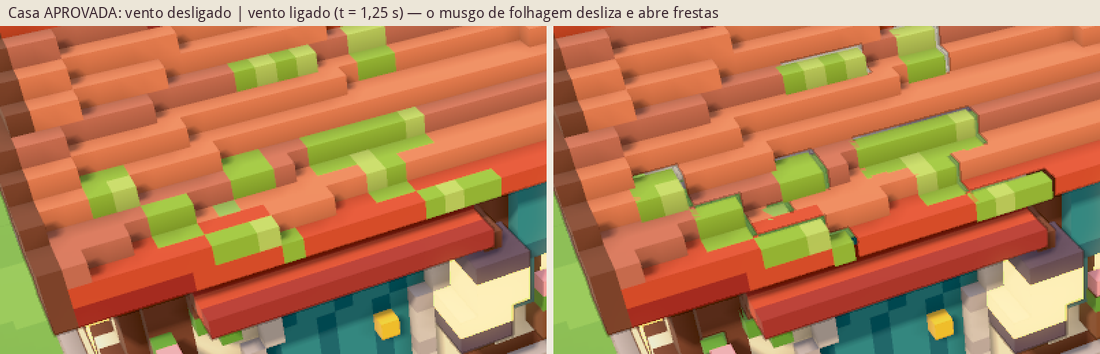 Casa APROVADA: vento desligado | vento ligado (t = 1,25 s) — o musgo de folhagem desliza e abre frestas